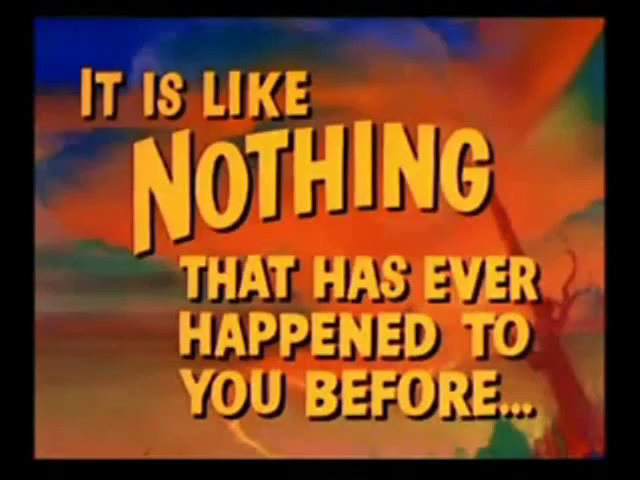 IT IS LIKE
NOTHING
THAT HAS EVER
HAPPENED TO
YOU BEFORE...